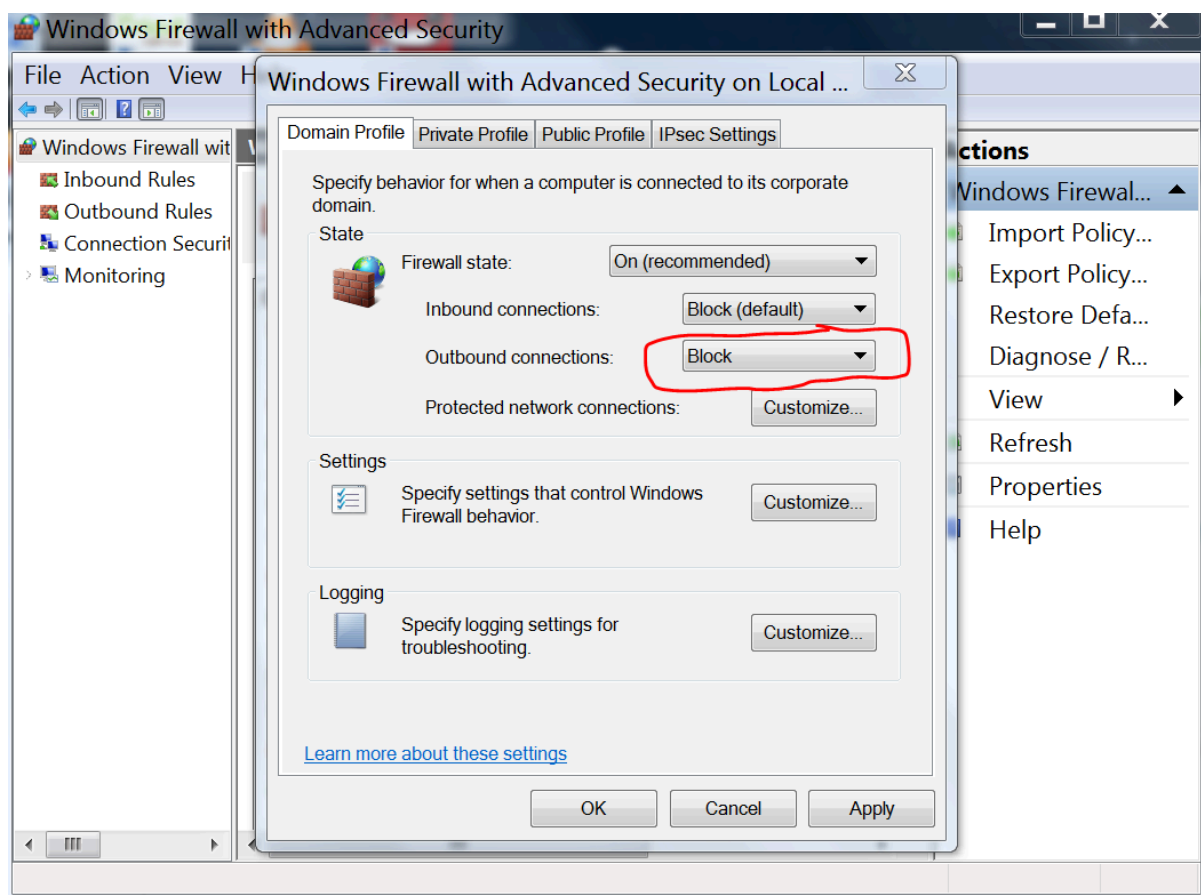 Windows Firewall with Advanced Security
File Action View H
Windows Firewall with Advanced Security on Local ...
Windows Firewall wit
Inbound Rules
Outbound Rules
Connection Securit
Monitoring
Domain Profile Private Profile Public Profile IPsec Settings
Specify behavior for when a computer is connected to its corporate
domain.
State
Firewall state: On (recommended)
Inbound connections: Block (default)
Outbound connections: Block
Protected network connections: Customize...
Settings
Specify settings that control Windows
Firewall behavior.
Customize...
Logging
Specify logging settings for
troubleshooting.
Customize...
Learn more about these settings
OK Cancel Apply
ctions
Windows Firewal...
Import Policy...
Export Policy...
Restore Defa...
Diagnose / R...
View
Refresh
Properties
Help